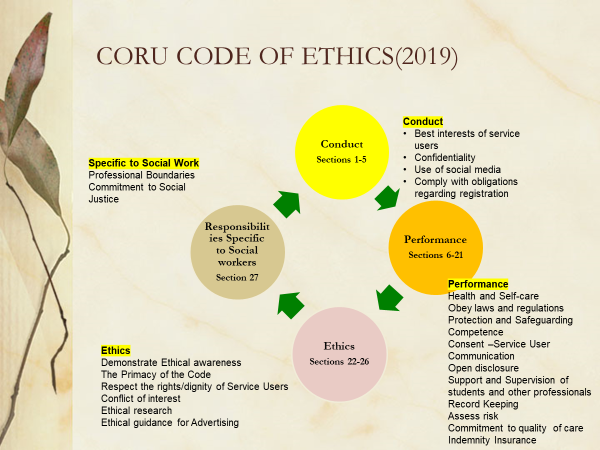 CORU CODE OF ETHICS(2019)
Conduct
Sections 1-5
Conduct
• Best interests of service
users
• Confidentiality
• Use of social media
• Comply with obligations
regarding registration
Specific to Social Work
Professional Boundaries
Commitment to Social
Justice
Responsibilit
ies Specific
to Social
workers
Section 27
Performance
Sections 6-21
Performance
Health and Self-care
Obey laws and regulations
Protection and Safeguarding
Competence
Consent –Service User
Communication
Open disclosure
Support and Supervision of
students and other professionals
Record Keeping
Assess risk
Commitment to quality of care
Indemnity Insurance
Ethics
Sections 22-26
Ethics
Demonstrate Ethical awareness
The Primacy of the Code
Respect the rights/dignity of Service Users
Conflict of interest
Ethical research
Ethical guidance for Advertising